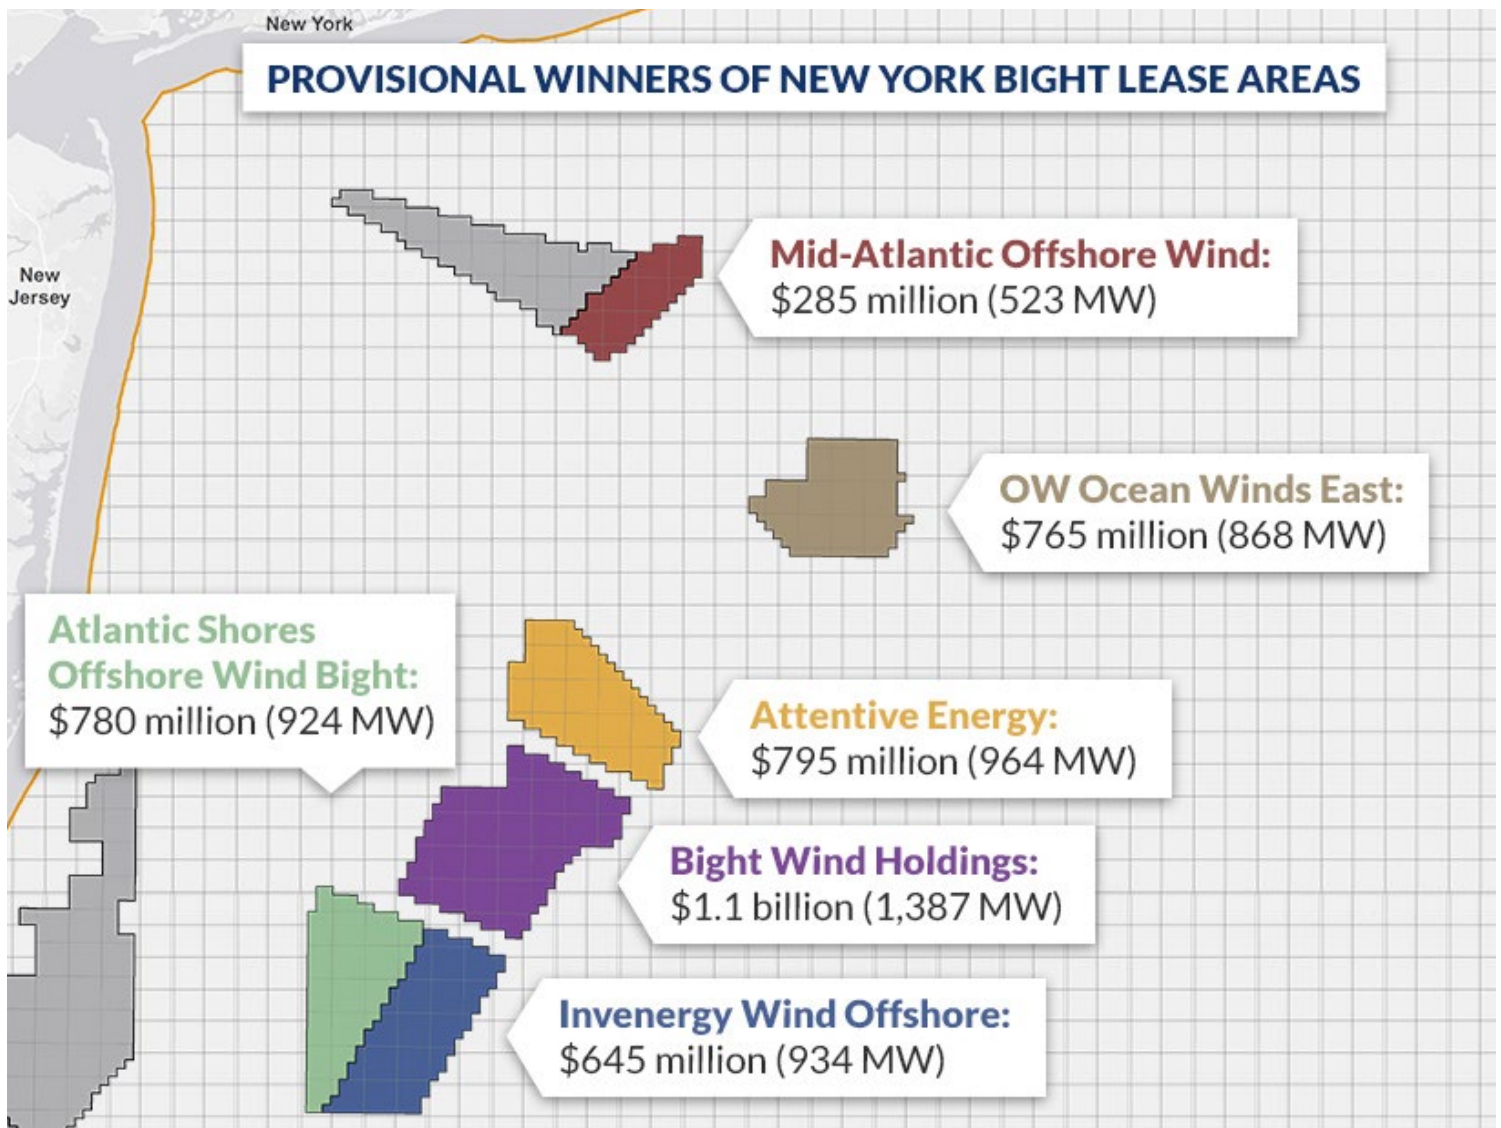 New York
PROVISIONAL WINNERS OF NEW YORK BIGHT LEASE AREAS
New
Jersey
Mid-Atlantic Offshore Wind:
$285 million (523 MW)
OW Ocean Winds East:
$765 million (868 MW)
Atlantic Shores
Offshore Wind Bight:
$780 million (924 MW)
Attentive Energy:
$795 million (964 MW)
Bight Wind Holdings:
$1.1 billion (1,387 MW)
Invenergy Wind Offshore:
$645 million (934 MW)